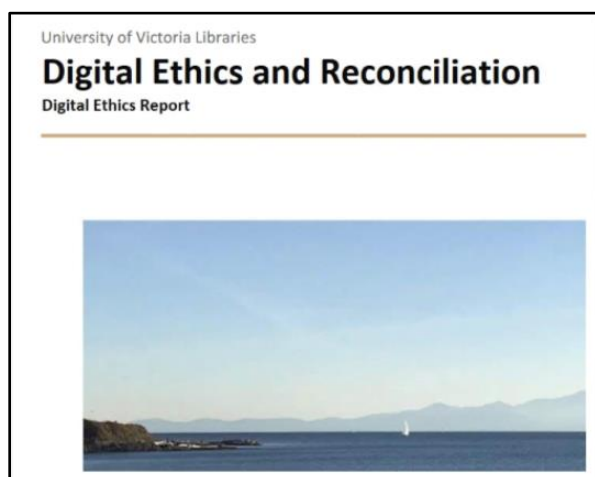 University of Victoria Libraries
Digital Ethics and Reconciliation
Digital Ethics Report